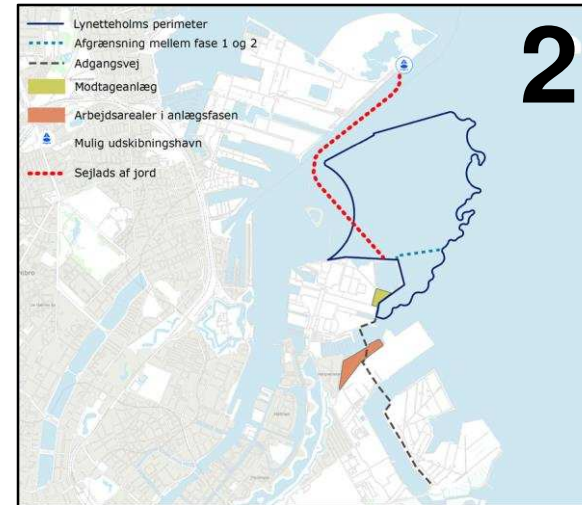 2
Lynetteholms perimeter
Afgrænsning mellem fase 1 og 2
Adgangsvej
Modtageanlæg
Arbejdsarealer i anlægsfasen
Mulig udskibningshavn
Sejlads af jord